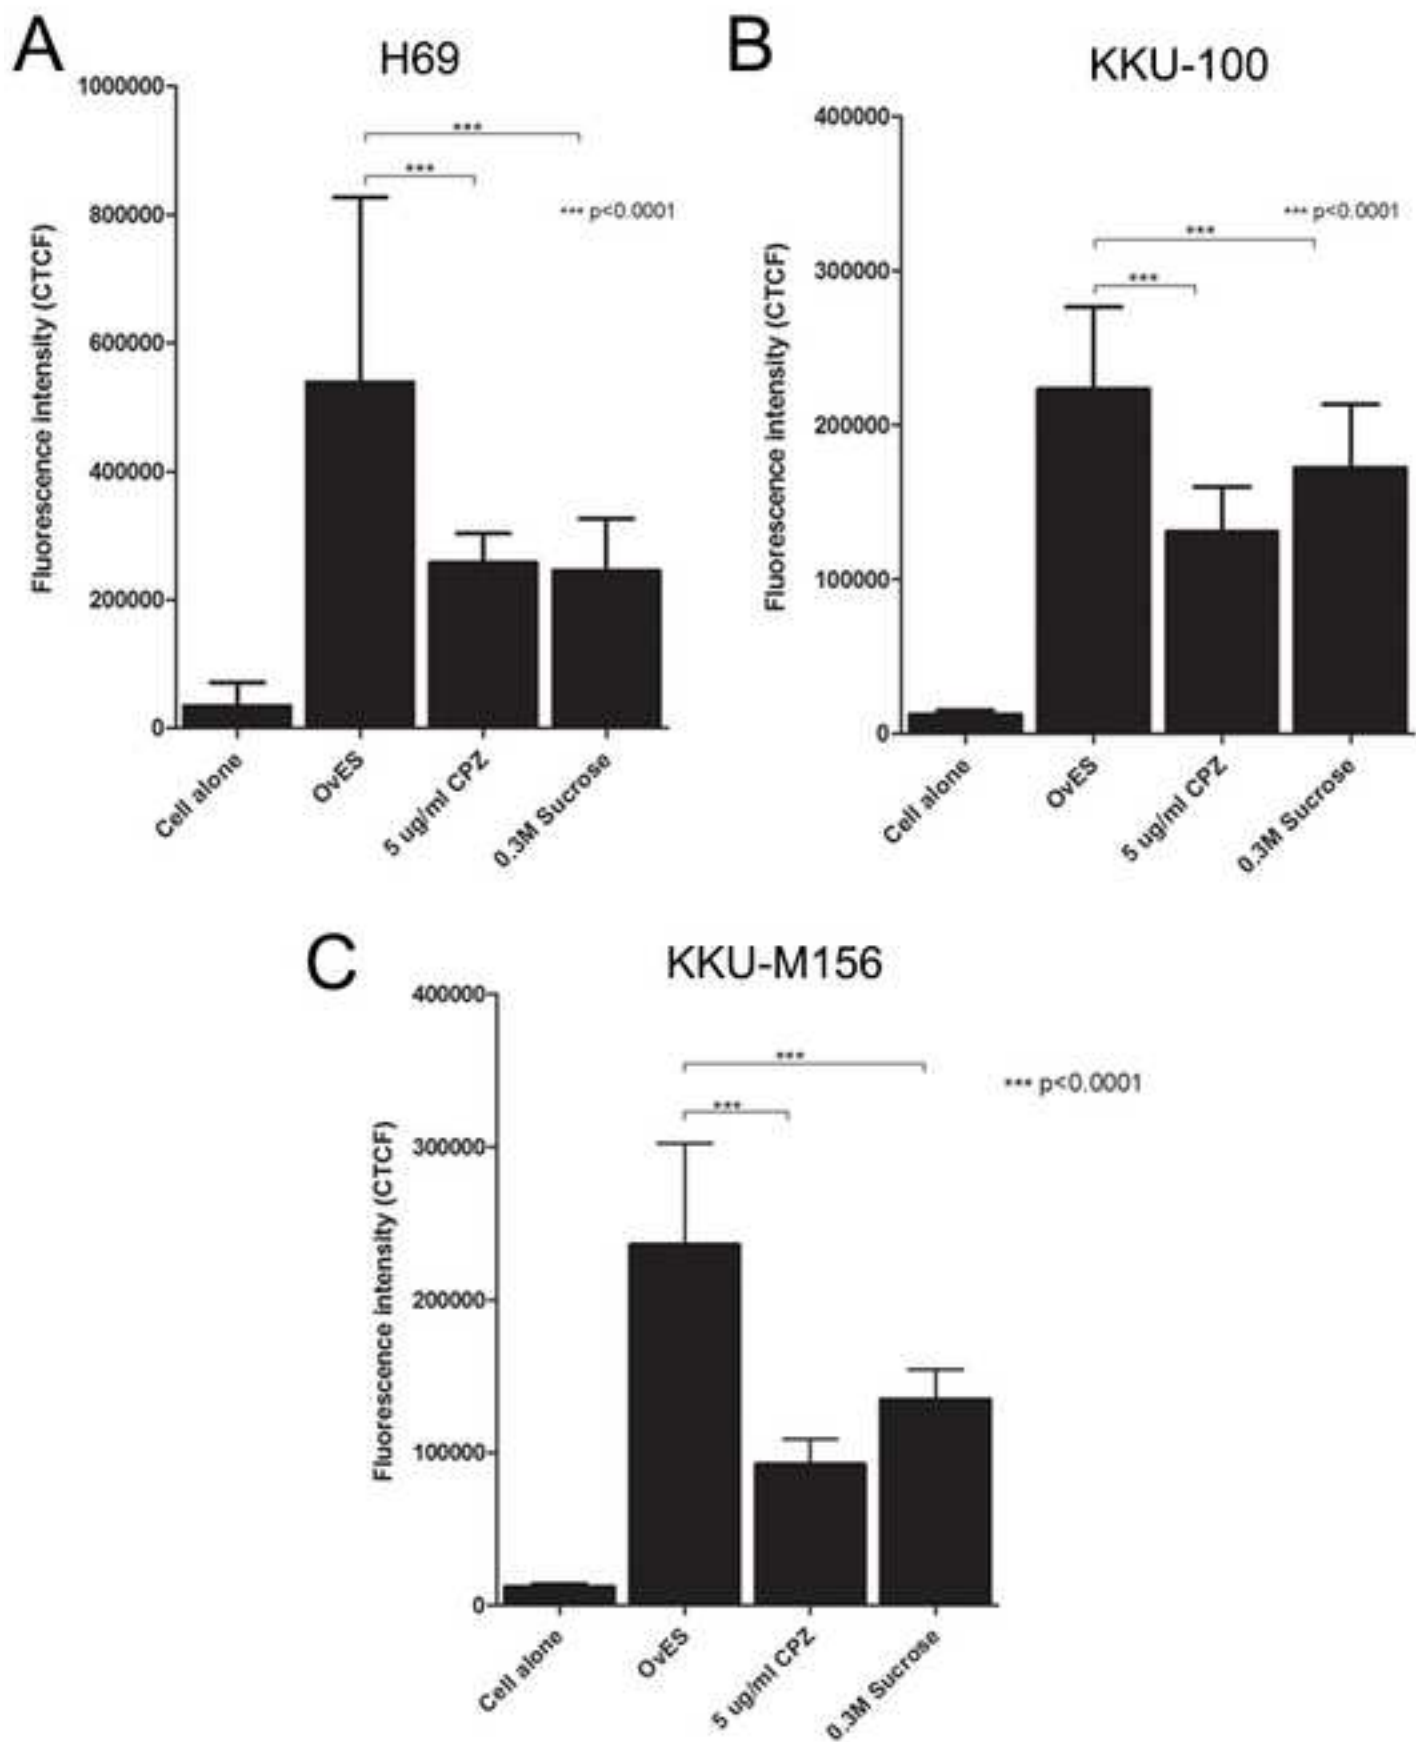 A
H69
Fluorescence intensity (CTCF)
1000000
800000
600000
400000
200000
0
***
***
*** p<0.0001
Cell alone
OvES
5 ug/ml CPZ
0.3M Sucrose
B
KKU-100
Fluorescence intensity (CTCF)
400000
300000
200000
100000
0
*** p<0.0001
***
***
Cell alone
OvES
5 ug/ml CPZ
0.3M Sucrose
C
KKU-M156
Fluorescence intensity (CTCF)
400000
300000
200000
100000
0
***
*** p<0.0001
***
Cell alone
OvES
5 ug/ml CPZ
0.3M Sucrose